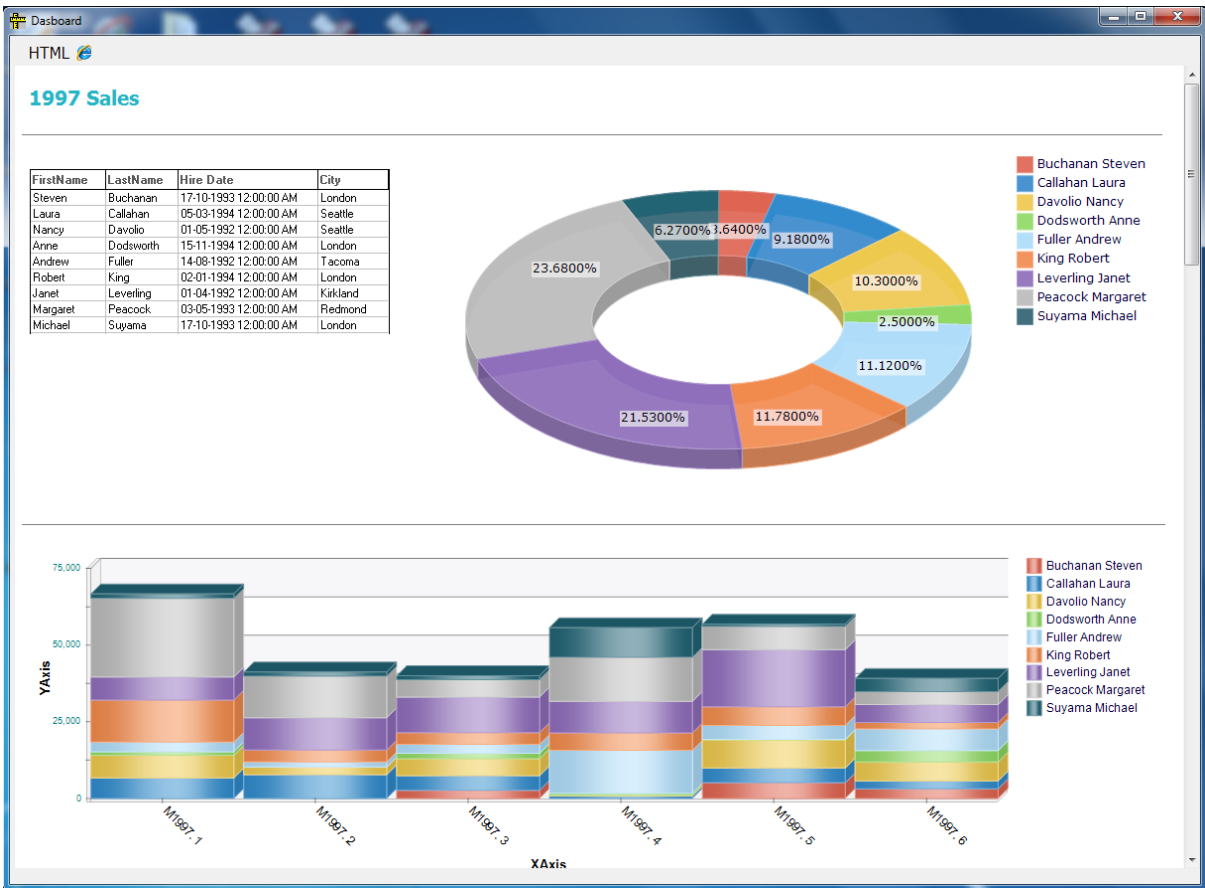 Dasboard
HTML
1997 Sales
FirstName LastName Hire Date City
Steven Buchanan 17-10-1993 12:00:00 AM London
Laura Callahan 05-03-1994 12:00:00 AM Seattle
Nancy Davolio 01-05-1992 12:00:00 AM Seattle
Anne Dodsworth 15-11-1994 12:00:00 AM London
Andrew Fuller 14-08-1992 12:00:00 AM Tacoma
Robert King 02-01-1994 12:00:00 AM London
Janet Leverling 01-04-1992 12:00:00 AM Kirkland
Margaret Peacock 03-05-1993 12:00:00 AM Redmond
Michael Suyama 17-10-1993 12:00:00 AM London
6.2700% 3.6400%
9.1800%
23.6800%
10.3000%
2.5000%
11.1200%
21.5300%
11.7800%
Buchanan Steven
Callahan Laura
Davolio Nancy
Dodsworth Anne
Fuller Andrew
King Robert
Leverling Janet
Peacock Margaret
Suyama Michael
75,000
50,000
25,000
0
YAxis
M1997. 1
M1997. 2
M1997. 3
M1997. 4
M1997. 5
M1997. 6
XAxis
Buchanan Steven
Callahan Laura
Davolio Nancy
Dodsworth Anne
Fuller Andrew
King Robert
Leverling Janet
Peacock Margaret
Suyama Michael